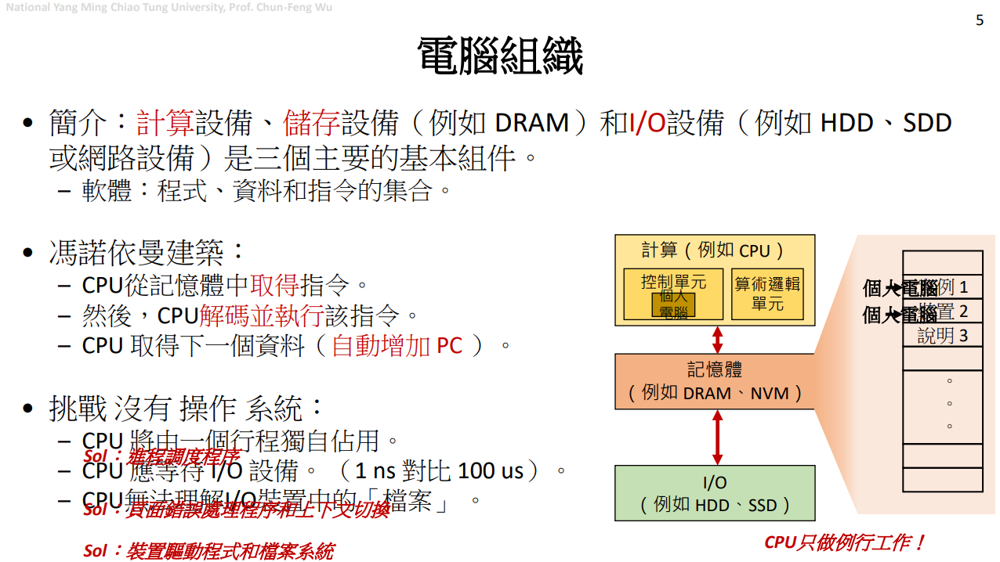 National Yang Ming Chiao Tung University, Prof. Chun-Feng Wu
5
電腦組織
• 簡介：計算設備、儲存設備（例如 DRAM）和I/O設備（例如 HDD、SDD
或網路設備）是三個主要的基本組件。
– 軟體：程式、資料和指令的集合。
• 馮諾依曼建築：
– CPU從記憶體中取得指令。
– 然後，CPU解碼並執行該指令。
– CPU 取得下一個資料（自動增加 PC ）。
• 挑戰 沒有 操作 系統：
– CPU 將由一個行程獨自佔用。
Sol：進程調度程序
– CPU 應等待 I/O 設備。（1 ns 對比 100 us）。
– CPU無法理解I/O裝置中的「檔案」 。
Sol：頁面錯誤處理程序和上下文切換
Sol：裝置驅動程式和檔案系統
計算（例如 CPU）
控制單元
個人
電腦
算術邏輯
單元
記憶體
（例如 DRAM、NVM）
I/O
（例如 HDD、SSD）
個人電腦
例 1
個人電腦
置 2
說明 3
。
。
。
CPU只做例行工作！